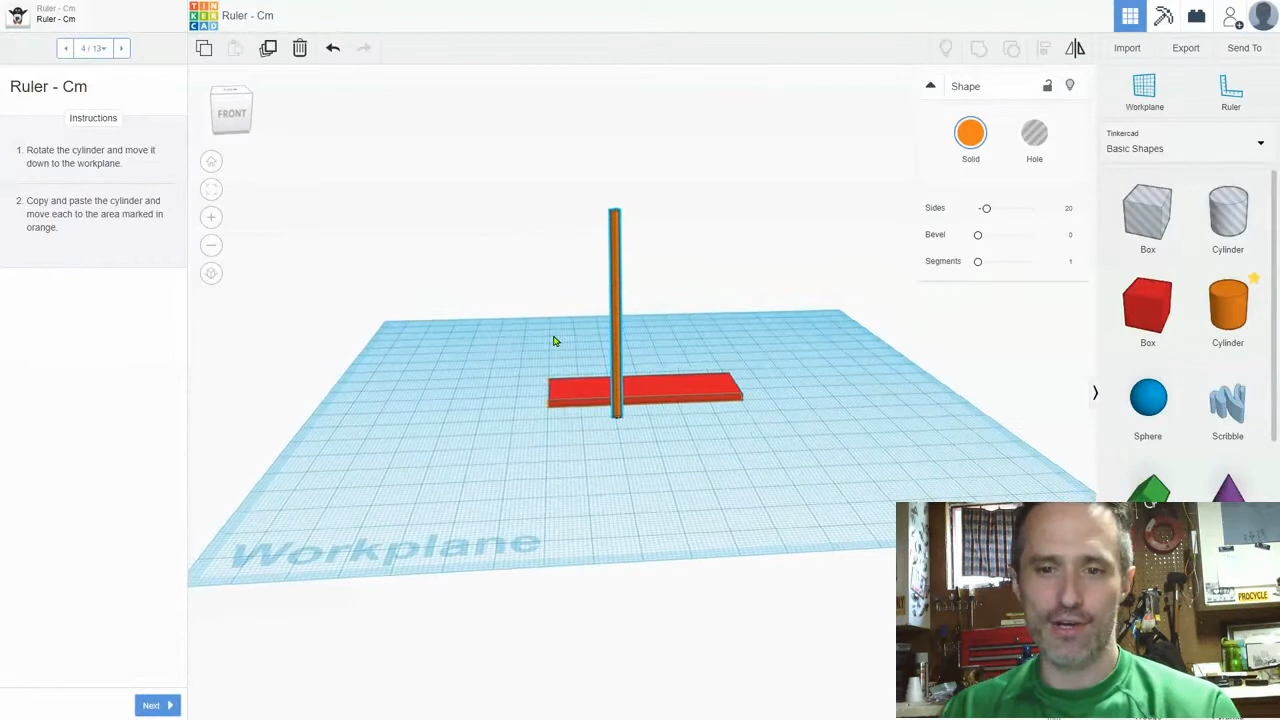 Ruler - Cm
Ruler - Cm
TIN
KER
CAD
Ruler - Cm
4 / 13
Import
Export
Send To
Ruler - Cm
Instructions
1. Rotate the cylinder and move it
down to the workplane.
2. Copy and paste the cylinder and
move each to the area marked in
orange.
FRONT
Shape
Solid
Hole
Sides
20
Bevel
0
Segments
1
Workplane
Ruler
Tinkercad
Basic Shapes
Box
Cylinder
Box
Cylinder
Sphere
Scribble
Workplane
PROCYCLE
Next